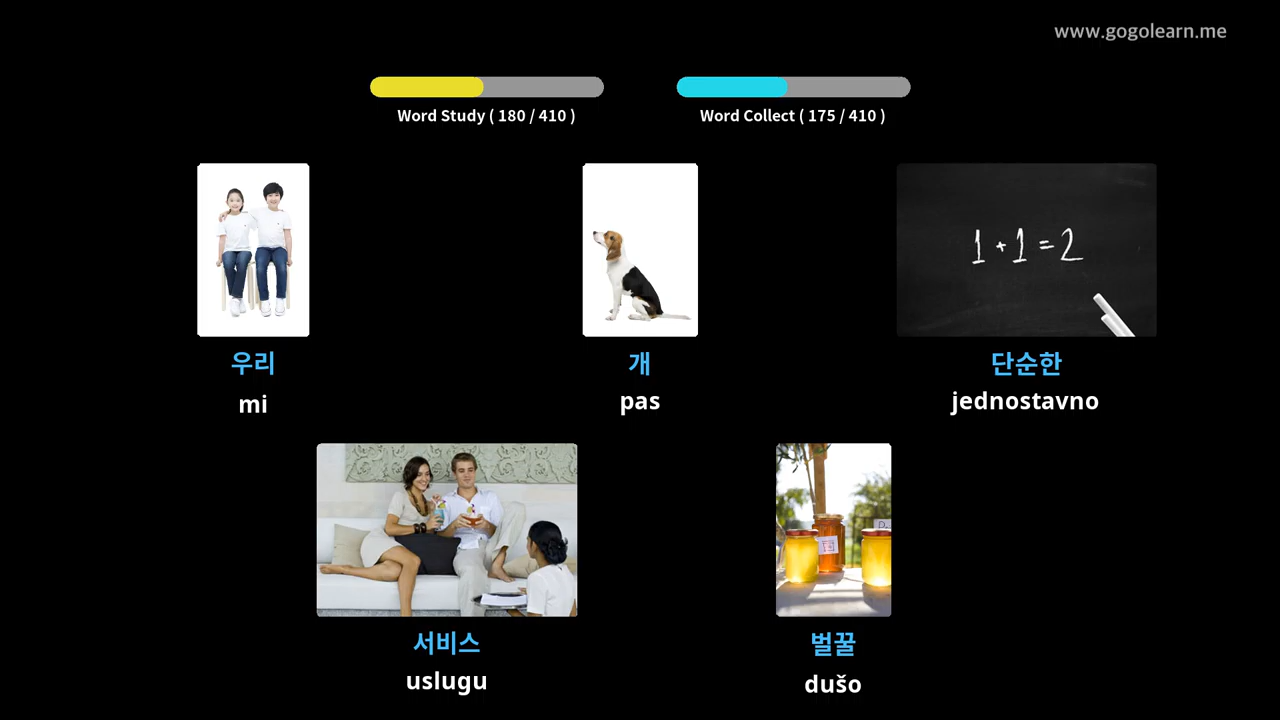 www.gogolearn.me
Word Study ( 180 / 410 )
Word Collect ( 175 / 410 )
1 + 1 = 2
우리
mi
개
pas
단순한
jednostavno
서비스
uslugu
벌꿀
dušo